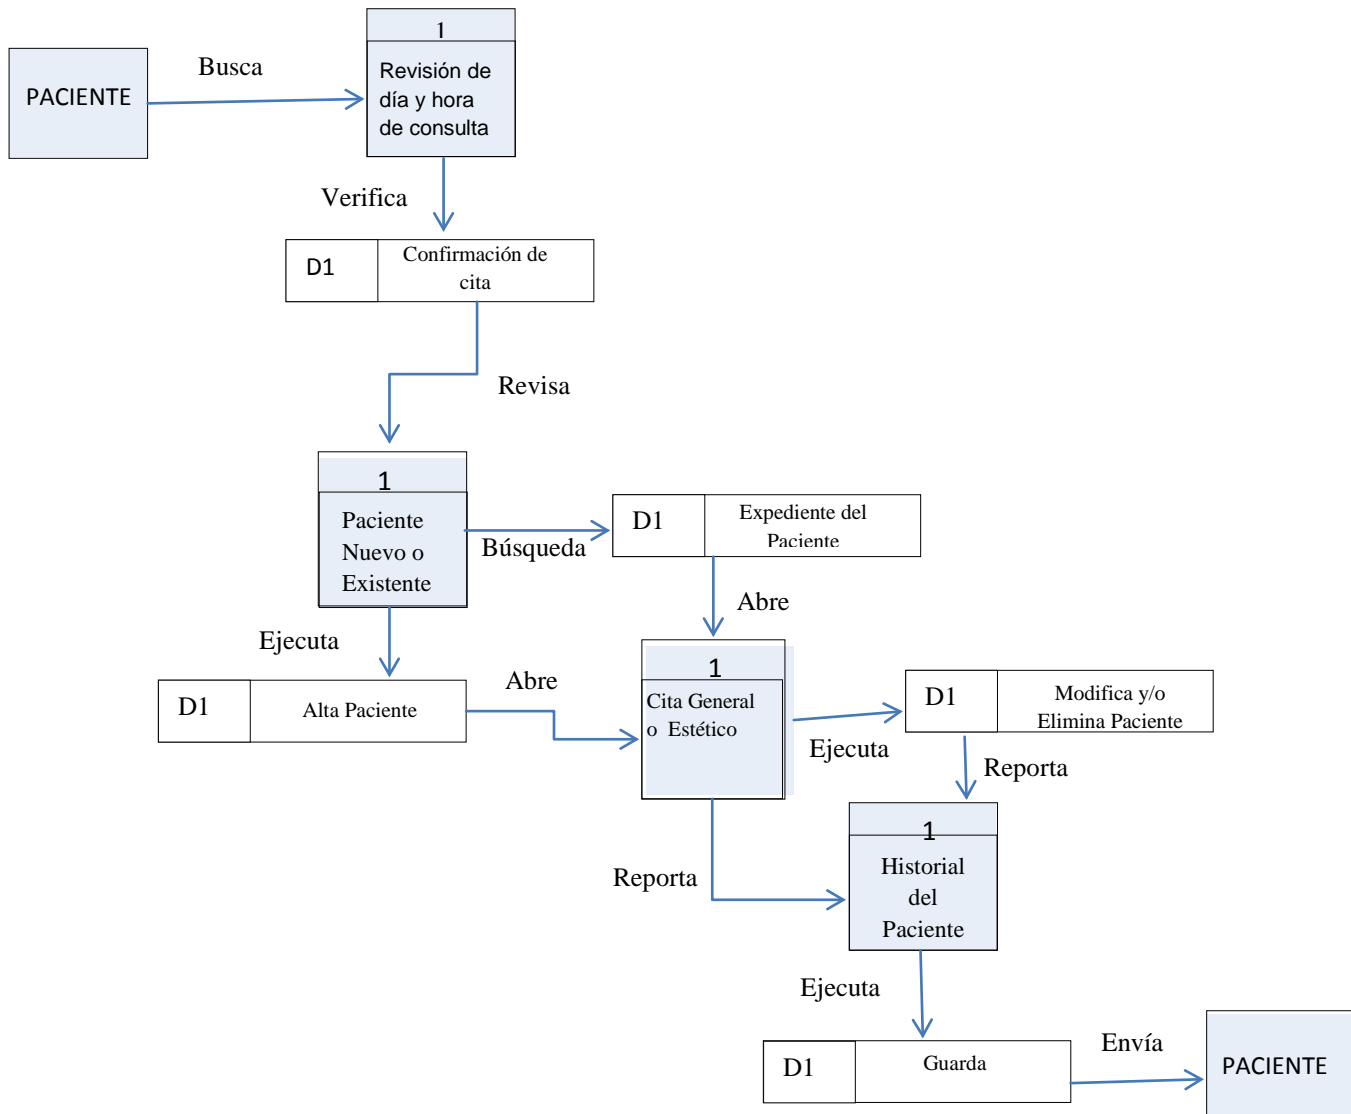 1
PACIENTE
Busca
Revisión de
día y hora
de consulta
Verifica
D1
Confirmación de
cita
Revisa
1
Paciente
Nuevo o
Existente
Búsqueda
D1
Expediente del
Paciente
Abre
Ejecuta
D1
Alta Paciente
Abre
1
Cita General
o Estético
Ejecuta
D1
Modifica y/o
Elimina Paciente
Reporta
Reporta
1
Historial
del
Paciente
Ejecuta
D1
Guarda
Envía
PACIENTE